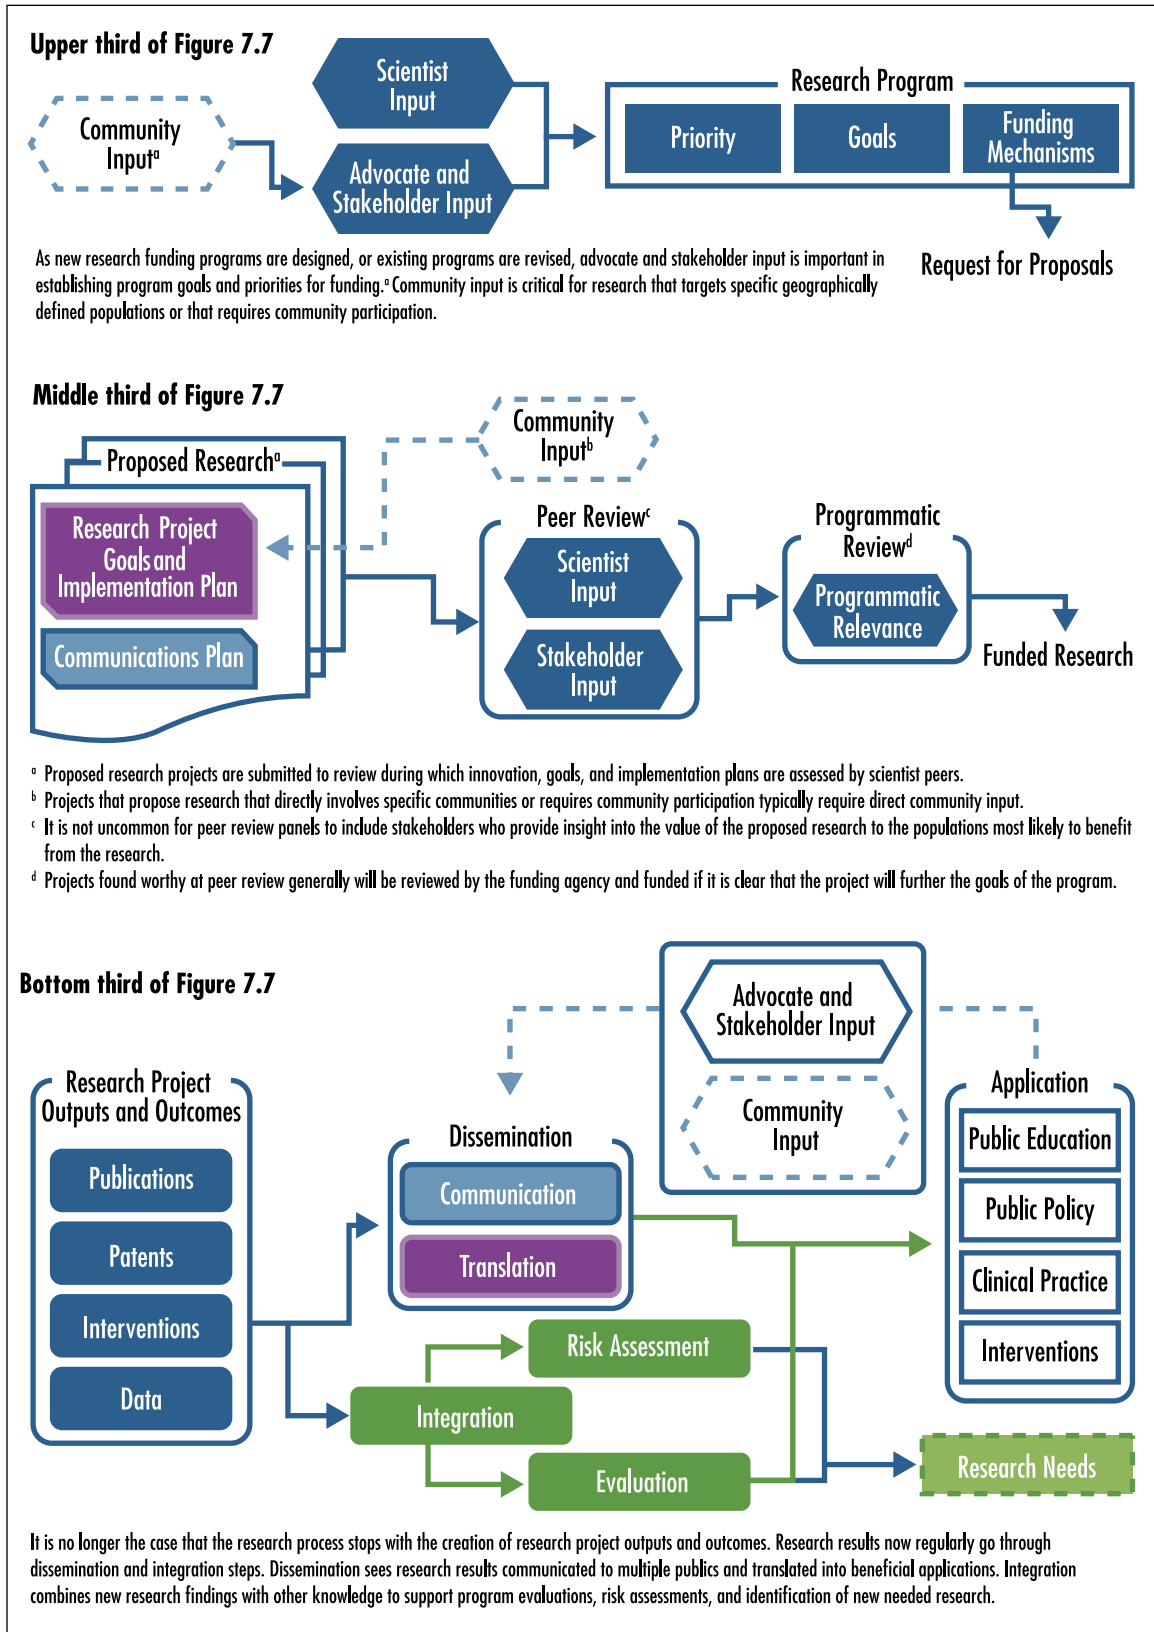 Upper third of Figure 7.7
Community
Inputᵃ
Scientist
Input
Advocate and
Stakeholder Input
Research Program
Priority
Goals
Funding
Mechanisms
Request for Proposals
As new research funding programs are designed, or existing programs are revised, advocate and stakeholder input is important in
establishing program goals and priorities for funding.ᵃ Community input is critical for research that targets specific geographically
defined populations or that requires community participation.
Middle third of Figure 7.7
Proposed Researchᵃ
Research Project
Goals and
Implementation Plan
Communications Plan
Community
Inputᵇ
Peer Reviewᶜ
Scientist
Input
Stakeholder
Input
Programmatic
Reviewᵈ
Programmatic
Relevance
Funded Research
ᵃ Proposed research projects are submitted to review during which innovation, goals, and implementation plans are assessed by scientist peers.
ᵇ Projects that propose research that directly involves specific communities or requires community participation typically require direct community input.
ᶜ It is not uncommon for peer review panels to include stakeholders who provide insight into the value of the proposed research to the populations most likely to benefit
from the research.
ᵈ Projects found worthy at peer review generally will be reviewed by the funding agency and funded if it is clear that the project will further the goals of the program.
Bottom third of Figure 7.7
Research Project
Outputs and Outcomes
Publications
Patents
Interventions
Data
Dissemination
Communication
Translation
Integration
Risk Assessment
Evaluation
Advocate and
Stakeholder Input
Community
Input
Application
Public Education
Public Policy
Clinical Practice
Interventions
Research Needs
It is no longer the case that the research process stops with the creation of research project outputs and outcomes. Research results now regularly go through
dissemination and integration steps. Dissemination sees research results communicated to multiple publics and translated into beneficial applications. Integration
combines new research findings with other knowledge to support program evaluations, risk assessments, and identification of new needed research.